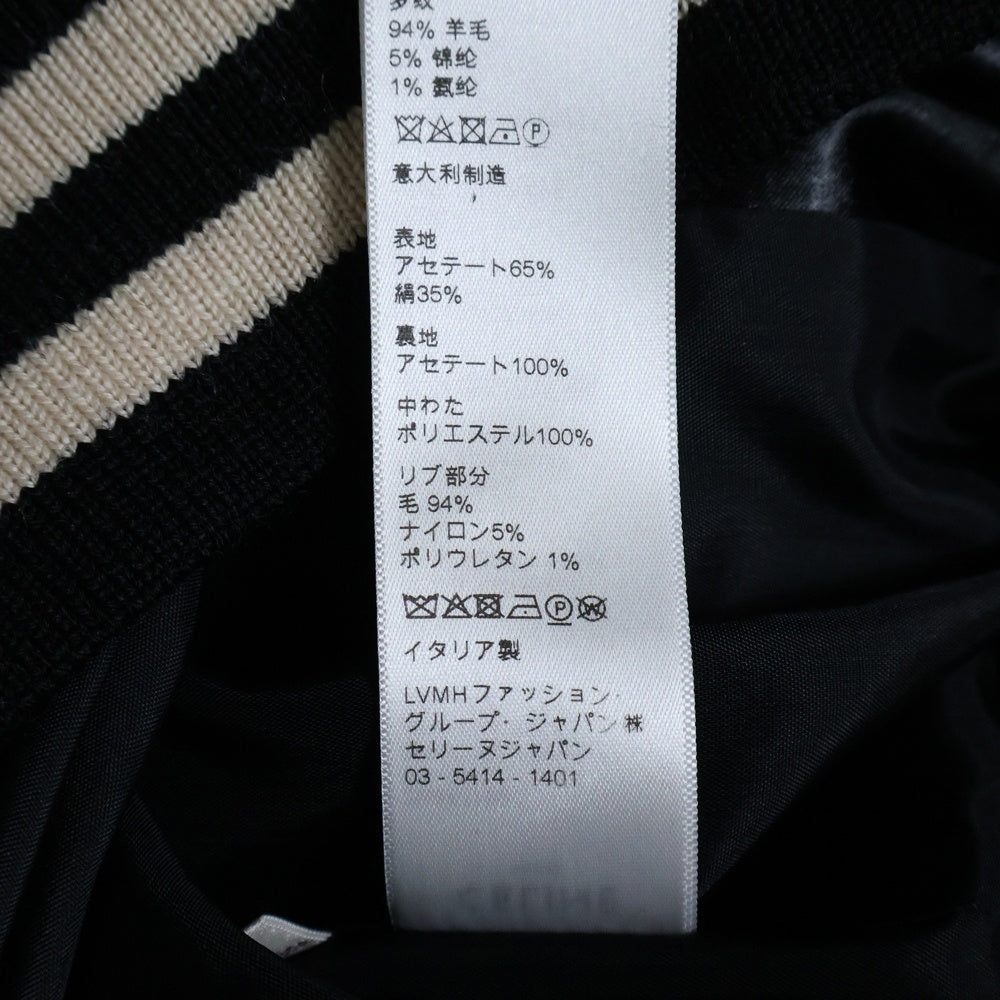 罗纹
94% 羊毛
5% 锦纶
1% 氨纶
P
意大利制造
表地
アセテート65%
絹35%
裏地
アセテート100%
中わた
ポリエステル100%
リブ部分
毛 94%
ナイロン5%
ポリウレタン 1%
P W
イタリア製
LVMHファッション・
グループ・ジャパン 株
セリーヌジャパン
03 - 5414 - 1401